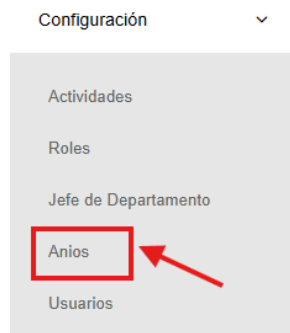 Configuración
Actividades
Roles
Jefe de Departamento
Anios
Usuarios